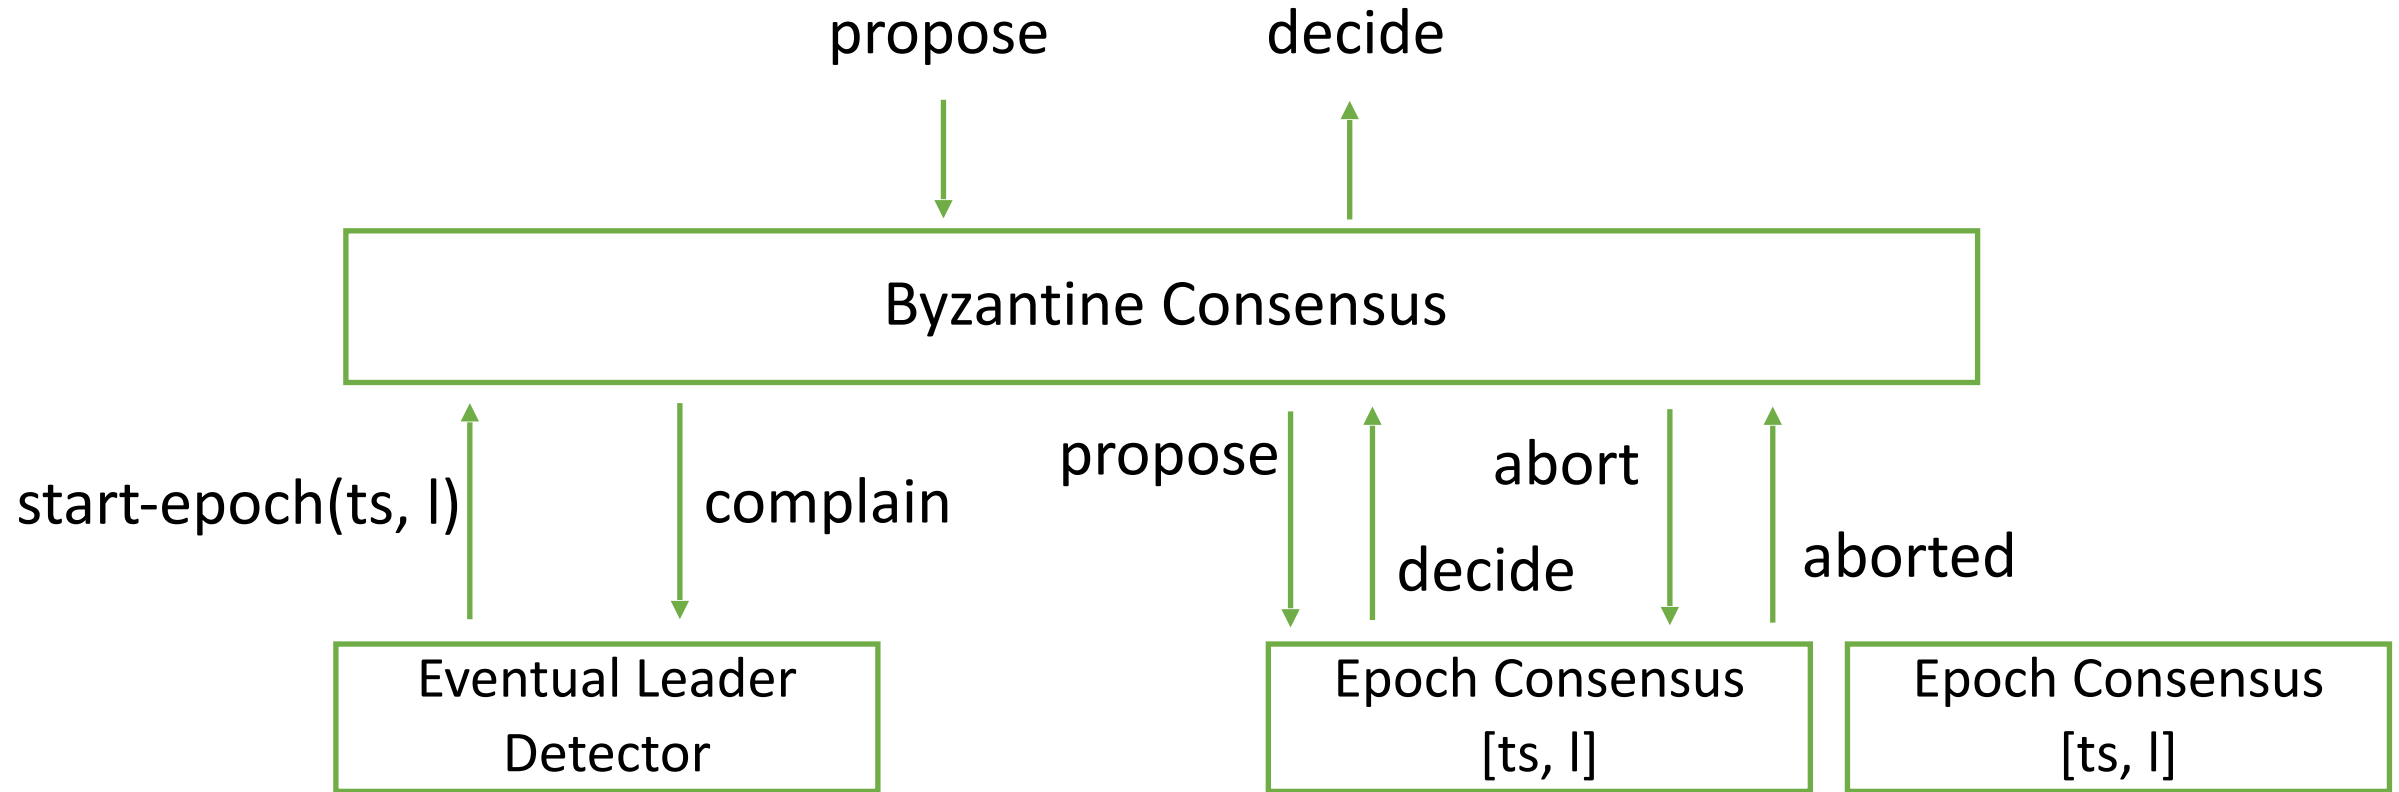 propose
decide
Byzantine Consensus
start-epoch(ts, l)
complain
propose
decide
abort
aborted
Eventual Leader
Detector
Epoch Consensus
[ts, l]
Epoch Consensus
[ts, l]